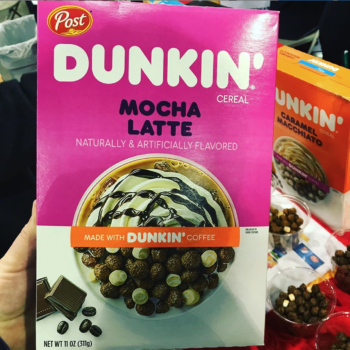 Post
DUNKIN'
CEREAL
MOCHA
LATTE
NATURALLY & ARTIFICIALLY FLAVORED
MADE WITH DUNKIN' COFFEE
NET WT 11 OZ (311g)
UNKIN'
CARAMEL
MACCHIATO